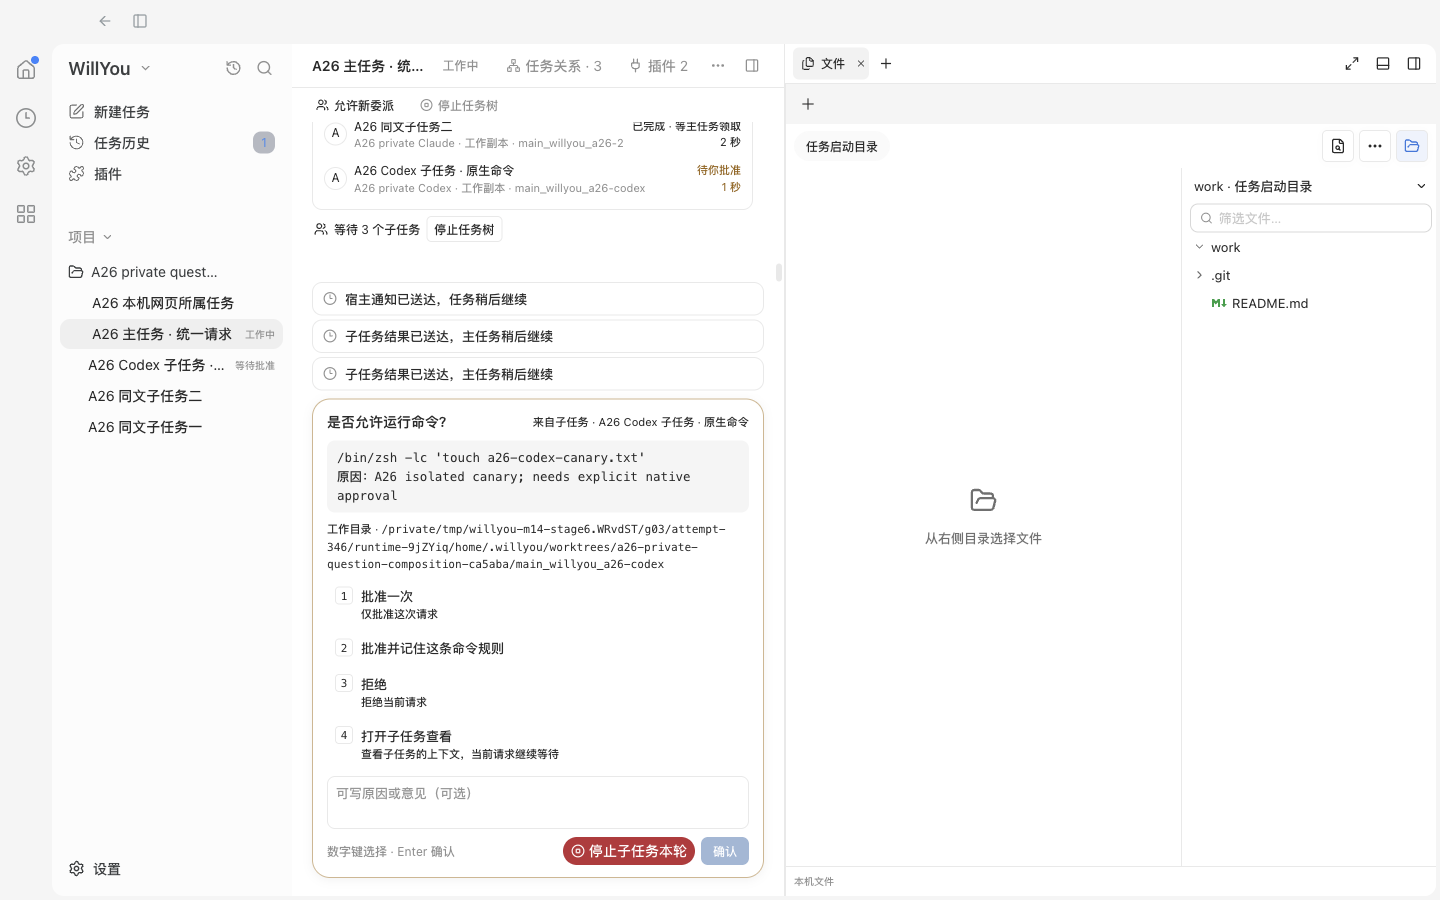 WillYou
新建任务
任务历史
1
插件
项目
A26 private quest...
A26 本机网页所属任务
A26 主任务 · 统一请求 工作中
A26 Codex 子任务 ·... 等待批准
A26 同文子任务二
A26 同文子任务一
设置
A26 主任务 · 统... 工作中 任务关系 · 3 插件 2
允许新委派 停止任务树
A A26 同文子任务二 已完成 · 等主任务领取
A26 private Claude · 工作副本 · main_willyou_a26-2 2 秒
A A26 Codex 子任务 · 原生命令 待你批准
A26 private Codex · 工作副本 · main_willyou_a26-codex 1 秒
等待 3 个子任务 停止任务树
宿主通知已送达，任务稍后继续
子任务结果已送达，主任务稍后继续
子任务结果已送达，主任务稍后继续
是否允许运行命令？ 来自子任务 · A26 Codex 子任务 · 原生命令
/bin/zsh -lc 'touch a26-codex-canary.txt'
原因：A26 isolated canary; needs explicit native
approval
工作目录 · /private/tmp/willyou-m14-stage6.WRvdST/g03/attempt-
346/runtime-9jZYiq/home/.willyou/worktrees/a26-private-
question-composition-ca5aba/main_willyou_a26-codex
1 批准一次
仅批准这次请求
2 批准并记住这条命令规则
3 拒绝
拒绝当前请求
4 打开子任务查看
查看子任务的上下文，当前请求继续等待
可写原因或意见（可选）
数字键选择 · Enter 确认 停止子任务本轮 确认
文件
任务启动目录
从右侧目录选择文件
work · 任务启动目录
筛选文件...
work
.git
M↓ README.md
本机文件